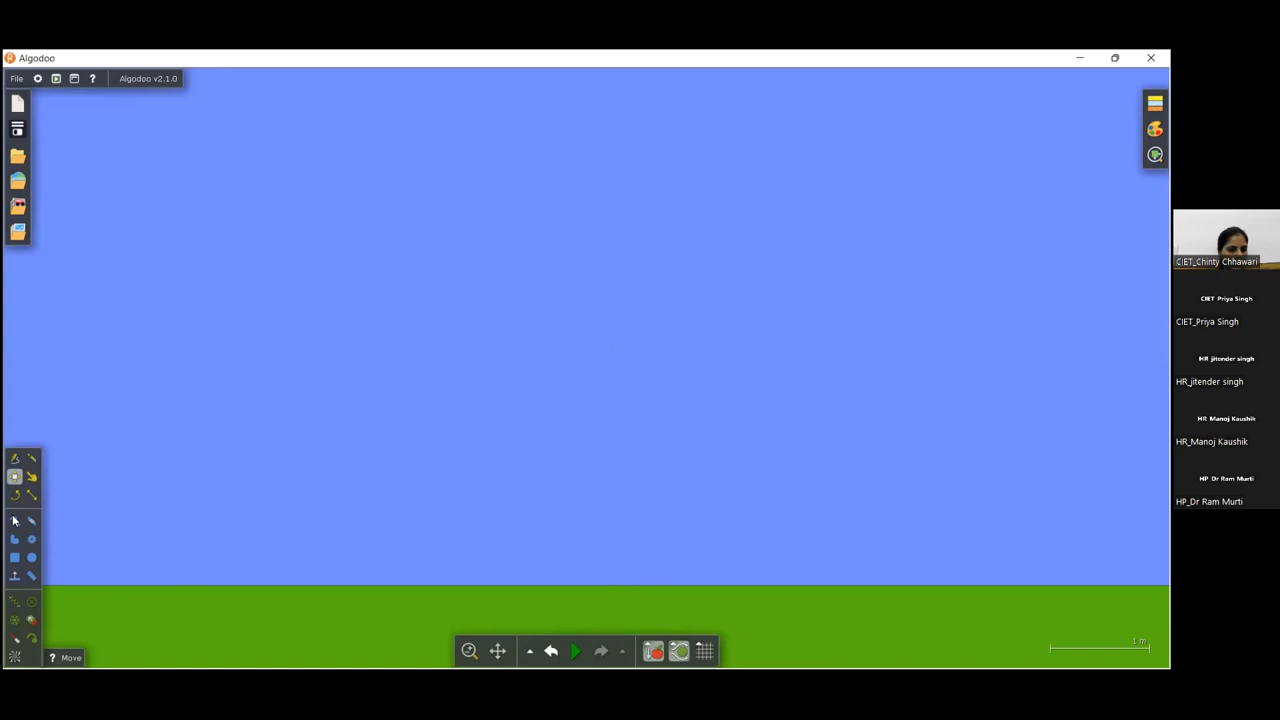 Algodoo
File ? Algodoo v2.1.0
CIET_Chinty Chhawari
CIET Priya Singh
CIET_Priya Singh
HR jitender singh
HR_jitender singh
HR Manoj Kaushik
HR_Manoj Kaushik
HP Dr Ram Murti
HP_Dr Ram Murti
1 m
? Move